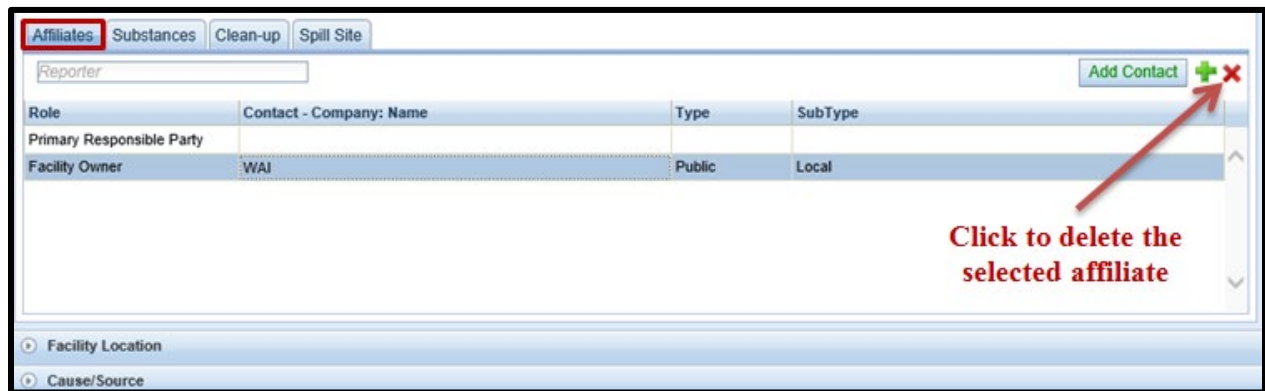 Affiliates Substances Clean-up Spill Site
Reporter Add Contact
Role Contact - Company: Name Type SubType
Primary Responsible Party
Facility Owner WAI Public Local
Click to delete the
selected affiliate
Facility Location
Cause/Source